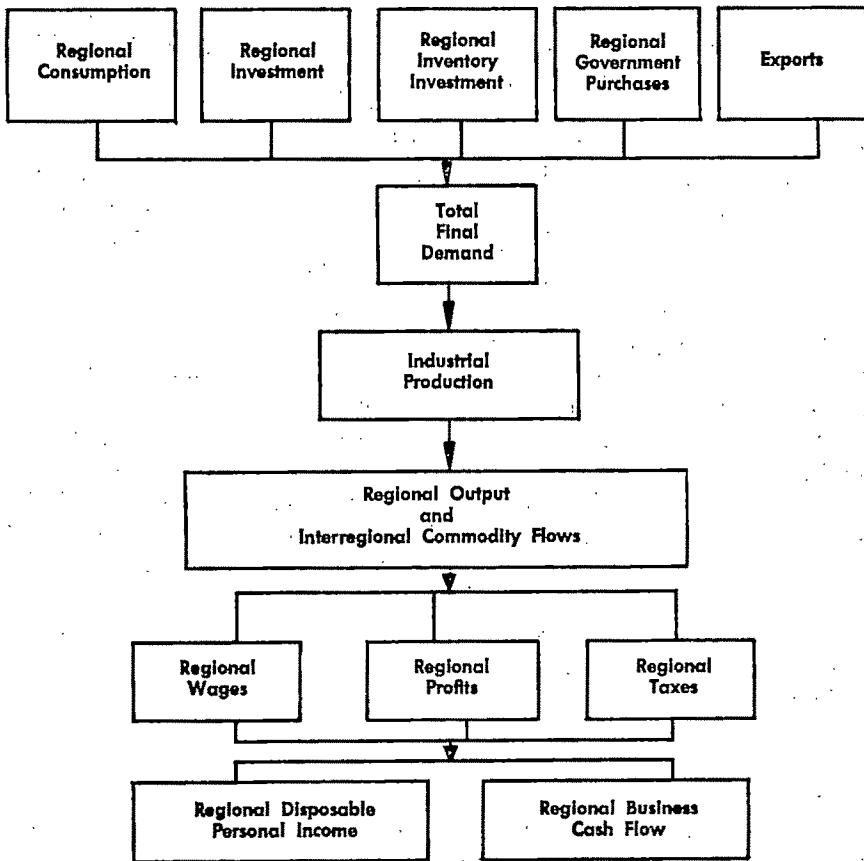 Regional
Consumption
Regional
Investment
Regional
Inventory
Investment
Regional
Government
Purchases
Exports
Total
Final
Demand
Industrial
Production
Regional Output
and
Interregional Commodity Flows
Regional
Wages
Regional
Profits
Regional
Taxes
Regional Disposable
Personal Income
Regional Business
Cash Flow